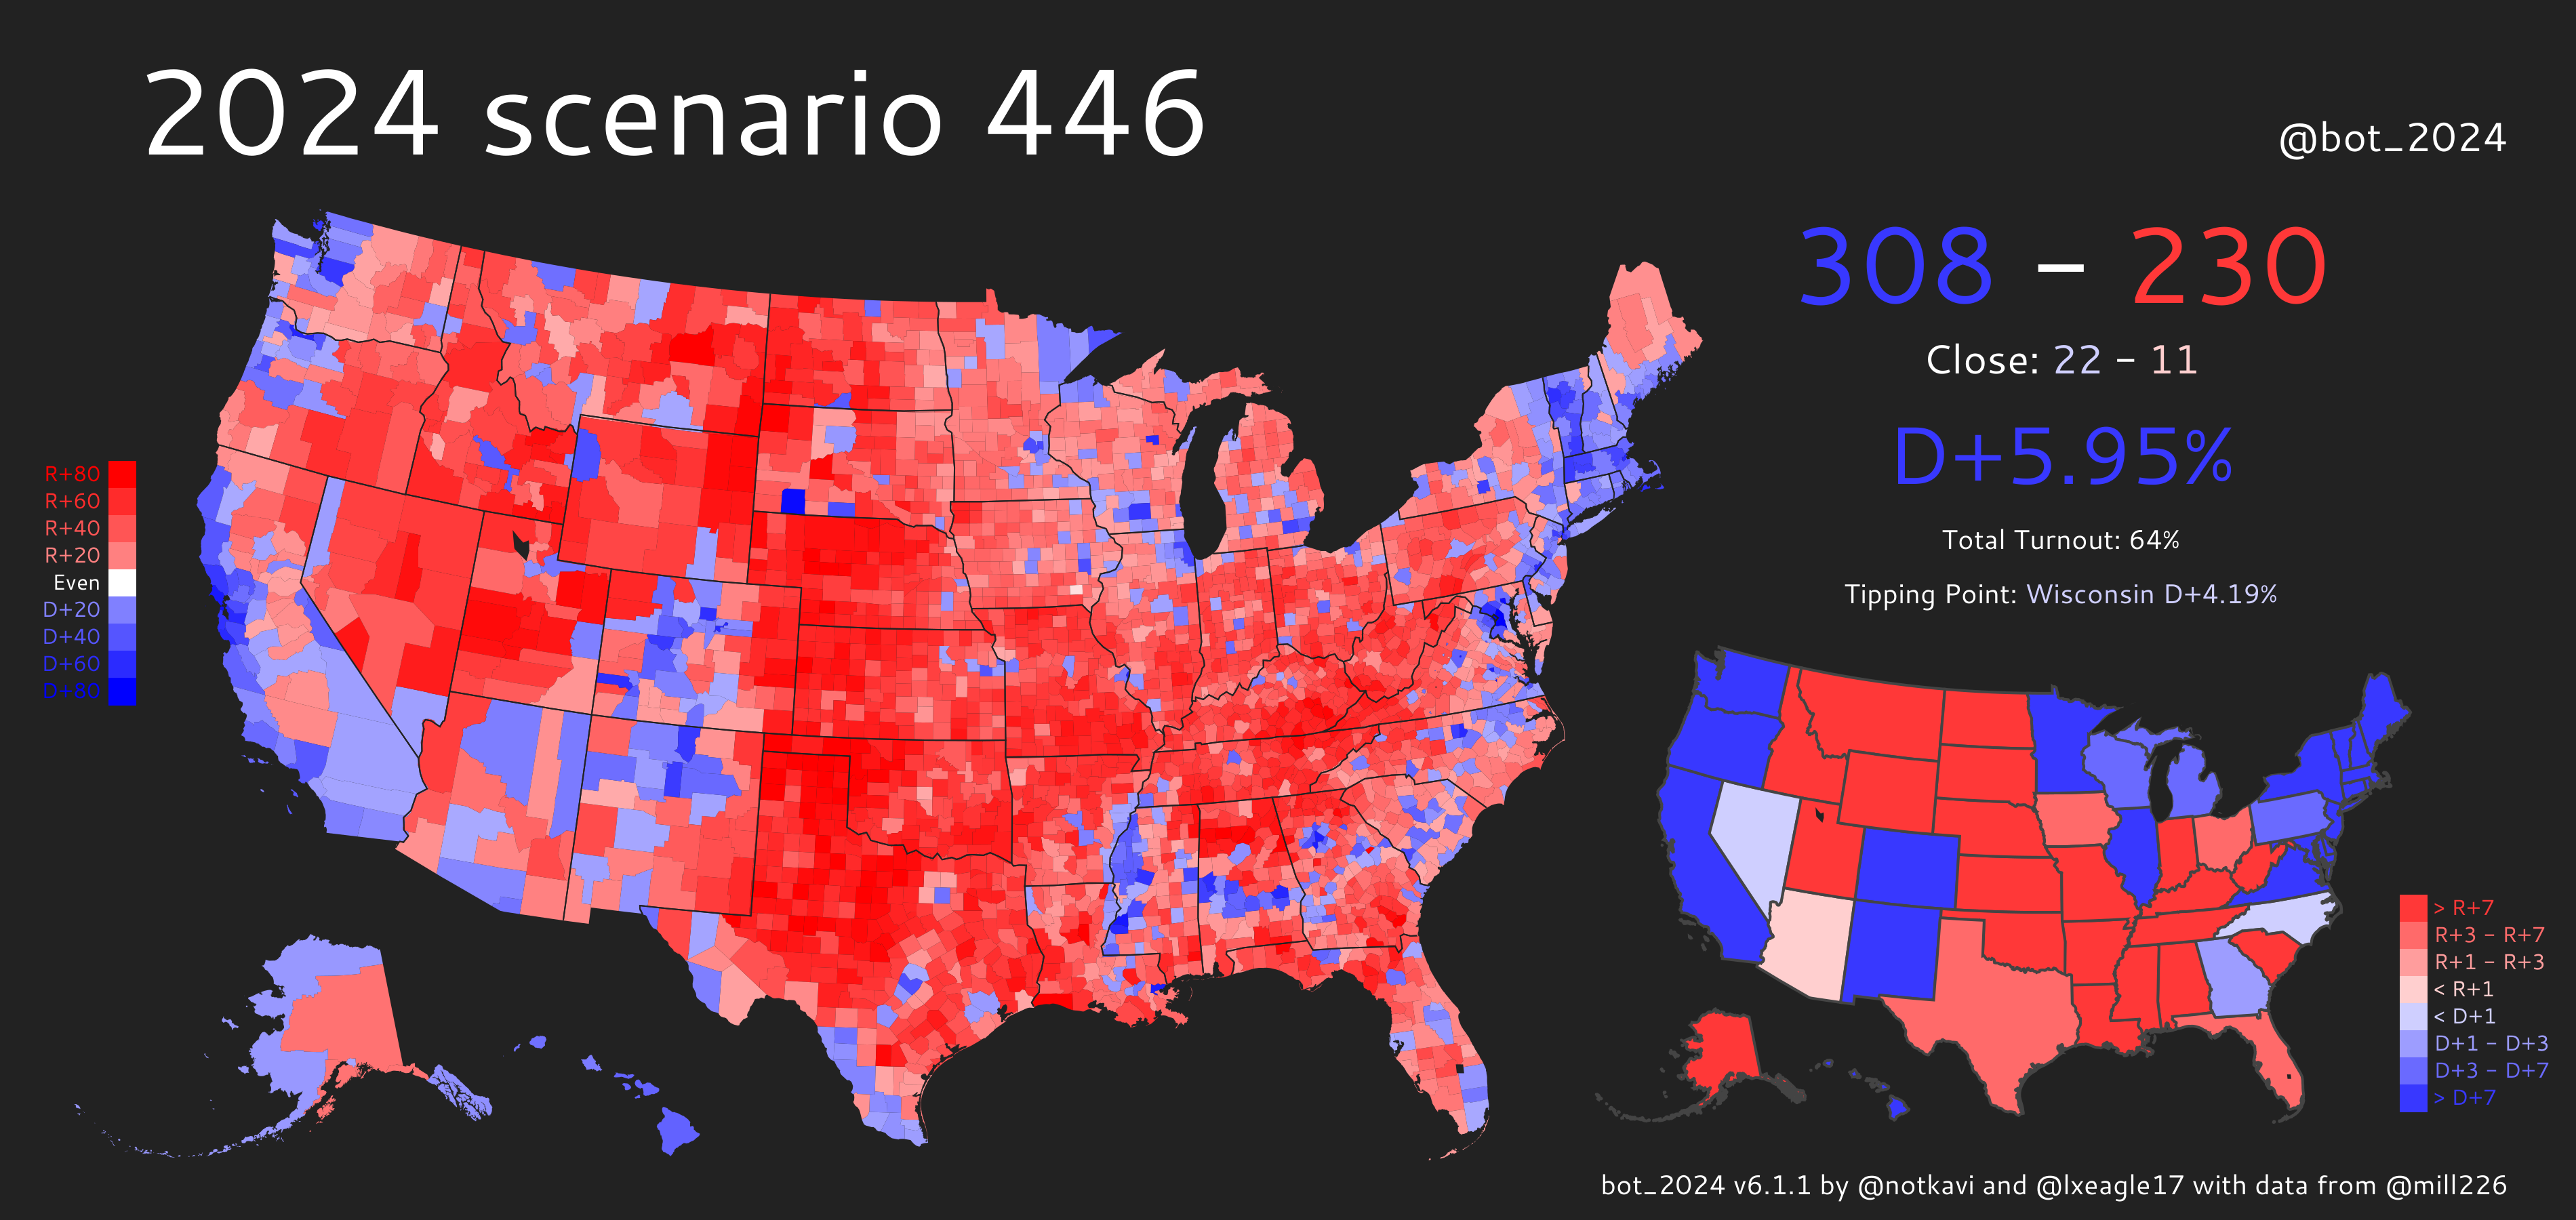 2024 scenario 446
@bot_2024
308 – 230
Close: 22 – 11
D+5.95%
Total Turnout: 64%
Tipping Point: Wisconsin D+4.19%
R+80
R+60
R+40
R+20
Even
D+20
D+40
D+60
D+80
> R+7
R+3 – R+7
R+1 – R+3
< R+1
< D+1
D+1 – D+3
D+3 – D+7
> D+7
bot_2024 v6.1.1 by @notkavi and @lxeagle17 with data from @mill226